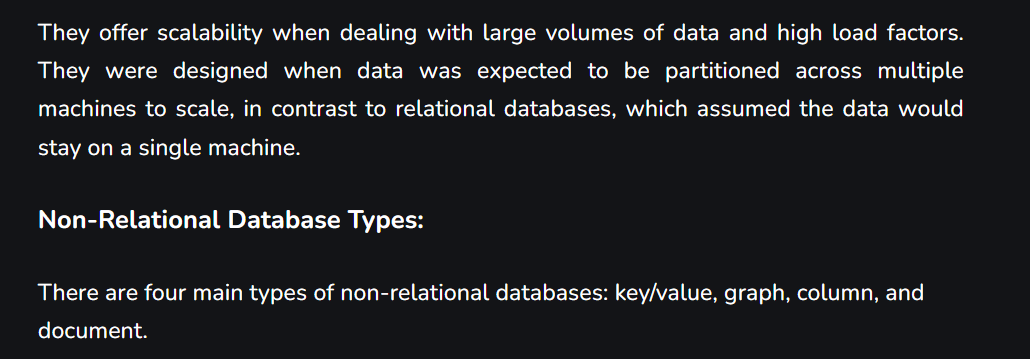 They offer scalability when dealing with large volumes of data and high load factors.
They were designed when data was expected to be partitioned across multiple
machines to scale, in contrast to relational databases, which assumed the data would
stay on a single machine.
Non-Relational Database Types:
There are four main types of non-relational databases: key/value, graph, column, and
document.